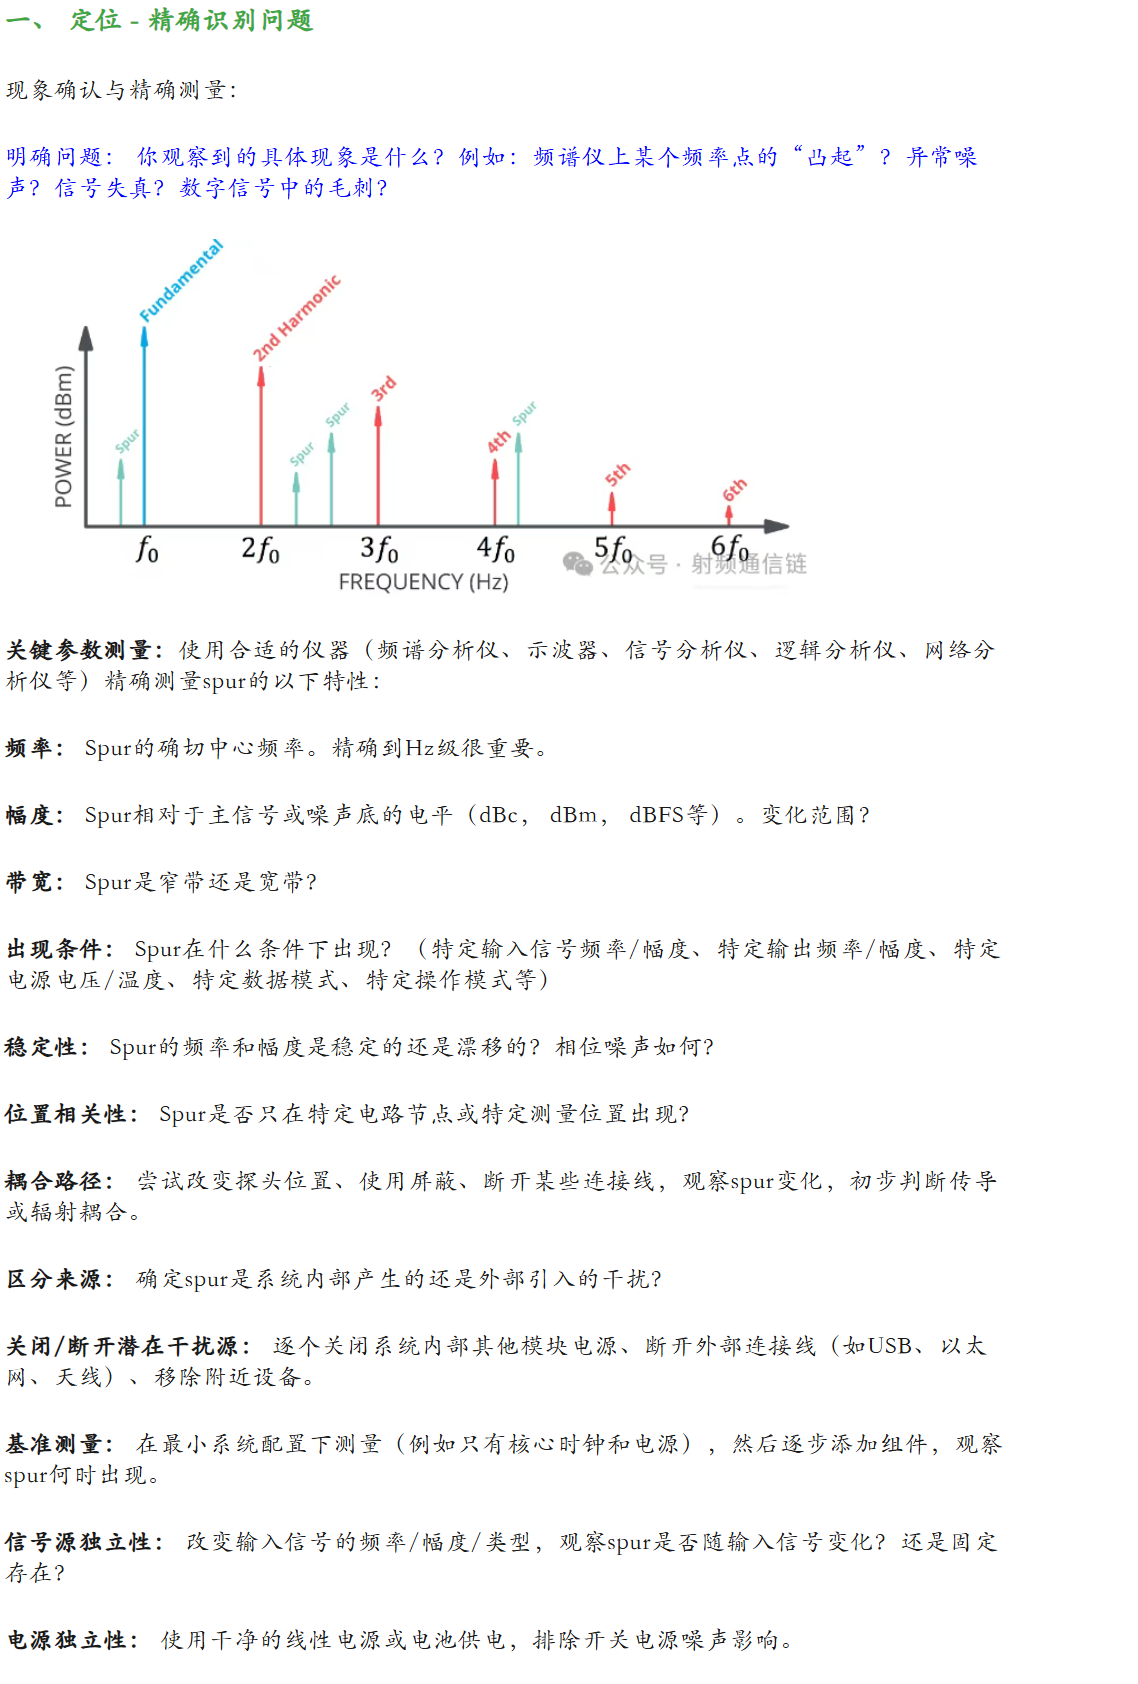 一、 定位 - 精确识别问题
现象确认与精确测量：
明确问题： 你观察到的具体现象是什么？例如：频谱仪上某个频率点的“凸起”？异常噪
声？信号失真？数字信号中的毛刺？
Fundamental
2nd Harmonic
3rd
Spur
Spur
Spur
4th
Spur
5th
6th
POWER (dBm)
f0
2f0
3f0
4f0
5f0
6f0
公众号 · 射频通信链
FREQUENCY (Hz)
关键参数测量：使用合适的仪器（频谱分析仪、示波器、信号分析仪、逻辑分析仪、网络分
析仪等）精确测量spur的以下特性：
频率： Spur的确切中心频率。精确到Hz级很重要。
幅度： Spur相对于主信号或噪声底的电平（dBc， dBm， dBFS等）。变化范围？
带宽： Spur是窄带还是宽带？
出现条件： Spur在什么条件下出现？（特定输入信号频率/幅度、特定输出频率/幅度、特定
电源电压/温度、特定数据模式、特定操作模式等）
稳定性： Spur的频率和幅度是稳定的还是漂移的？相位噪声如何？
位置相关性： Spur是否只在特定电路节点或特定测量位置出现？
耦合路径： 尝试改变探头位置、使用屏蔽、断开某些连接线，观察spur变化，初步判断传导
或辐射耦合。
区分来源： 确定spur是系统内部产生的还是外部引入的干扰？
关闭/断开潜在干扰源： 逐个关闭系统内部其他模块电源、断开外部连接线（如USB、以太
网、天线）、移除附近设备。
基准测量： 在最小系统配置下测量（例如只有核心时钟和电源），然后逐步添加组件，观察
spur何时出现。
信号源独立性： 改变输入信号的频率/幅度/类型，观察spur是否随输入信号变化？还是固定
存在？
电源独立性： 使用干净的线性电源或电池供电，排除开关电源噪声影响。